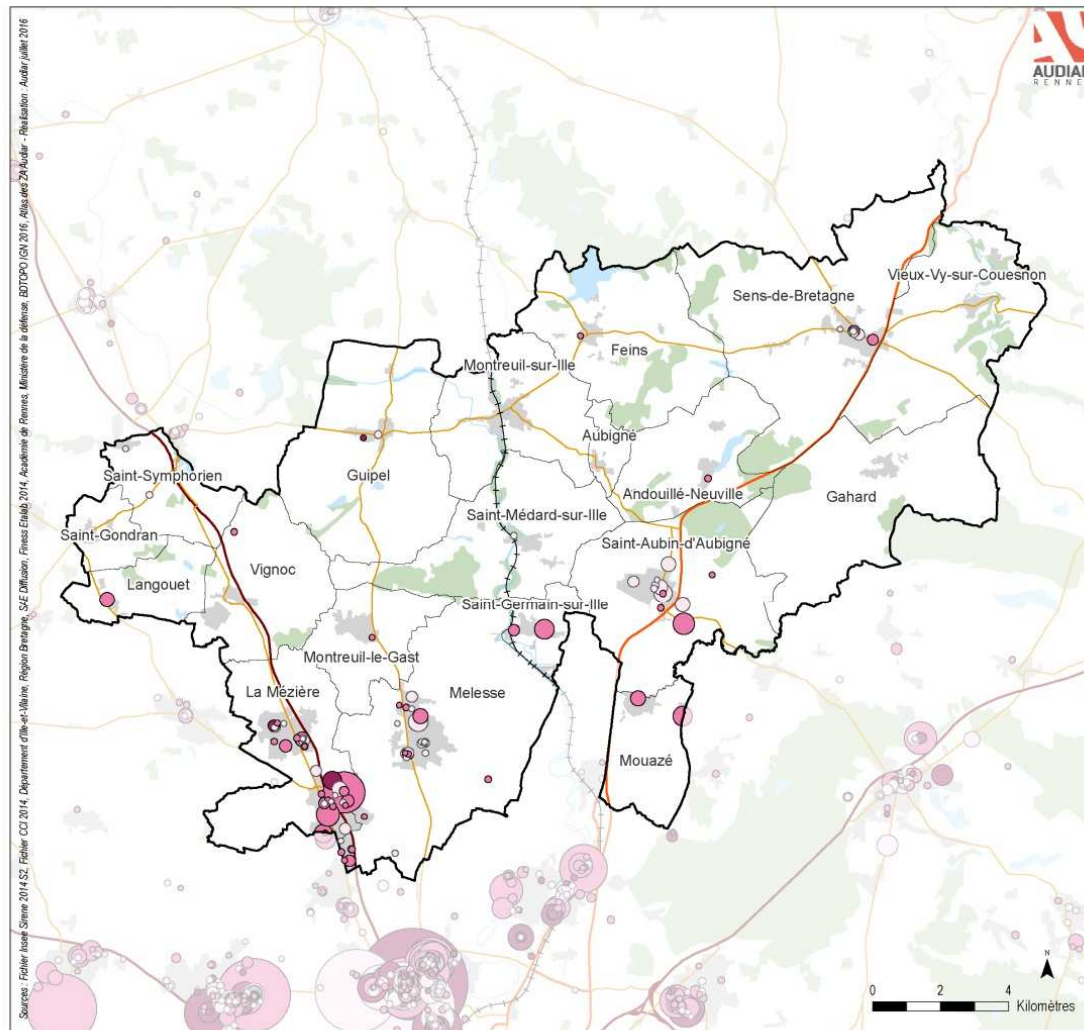 Sources : Fichier Insee Sirene 2014 S2, Fichier CCI 2014, Département d'Ille-et-Vilaine, Région Bretagne, SAE Diffusion, Finess Etalab 2014, Académie de Rennes, Ministère de la défense, BDTOPO IGN 2016, Atlas des ZA Audiar - Réalisation : Audiar juillet 2016
AUDIAR
RENNES
Vieux-Vy-sur-Couesnon
Sens-de-Bretagne
Feins
Montreuil-sur-Ille
Aubigné
Guipel
Saint-Symphorien
Andouillé-Neuville
Gahard
Saint-Médard-sur-Ille
Saint-Gondran
Saint-Aubin-d'Aubigné
Langouet
Vignoc
Saint-Germain-sur-Ille
Montreuil-le-Gast
La Mézière
Melesse
Mouazé
N
0 2 4
Kilomètres